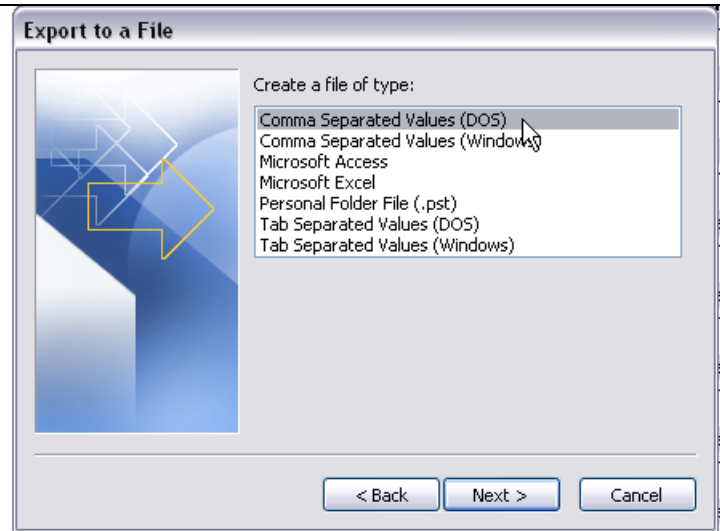 Export to a File
Create a file of type:
Comma Separated Values (DOS)
Comma Separated Values (Windows)
Microsoft Access
Microsoft Excel
Personal Folder File (.pst)
Tab Separated Values (DOS)
Tab Separated Values (Windows)
< Back Next > Cancel